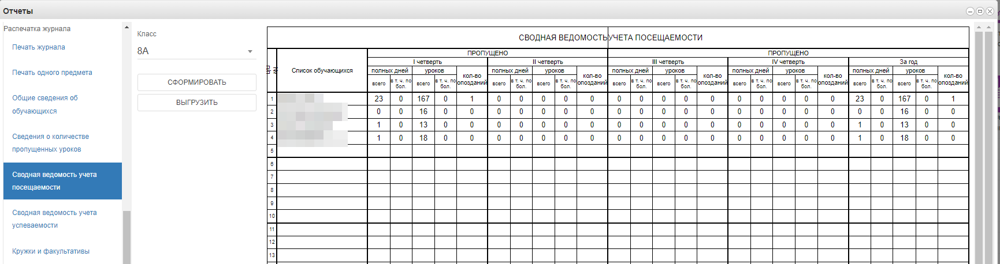 Отчеты
Распечатка журнала
Печать журнала
Печать одного предмета
Общие сведения об
обучающихся
Сведения о количестве
пропущенных уроков
Сводная ведомость учета
посещаемости
Сводная ведомость учета
успеваемости
Кружки и факультативы
Класс
8А
СФОРМИРОВАТЬ
ВЫГРУЗИТЬ
СВОДНАЯ ВЕДОМОСТЬ УЧЕТА ПОСЕЩАЕМОСТИ
Список обучающихся ПРОПУЩЕНО ПРОПУЩЕНО
I четверть II четверть III четверть IV четверть За год
полных дней уроков кол-во опозданий полных дней уроков кол-во опозданий полных дней уроков кол-во опозданий полных дней уроков кол-во опозданий полных дней уроков кол-во опозданий
всего в т. ч. по бол. всего в т. ч. по бол. всего в т. ч. по бол. всего в т. ч. по бол. всего в т. ч. по бол. всего в т. ч. по бол. всего в т. ч. по бол. всего в т. ч. по бол. всего в т. ч. по бол. всего в т. ч. по бол.
1 23 0 167 0 1 0 0 0 0 0 0 0 0 0 0 0 0 0 0 0 23 0 167 0 1
2 0 0 16 0 0 0 0 0 0 0 0 0 0 0 0 0 0 0 0 0 0 0 16 0 0
3 1 0 13 0 0 0 0 0 0 0 0 0 0 0 0 0 0 0 0 0 1 0 13 0 0
4 1 0 18 0 0 0 0 0 0 0 0 0 0 0 0 0 0 0 0 0 1 0 18 0 0
5
6
7
8
9
10
11
12
13